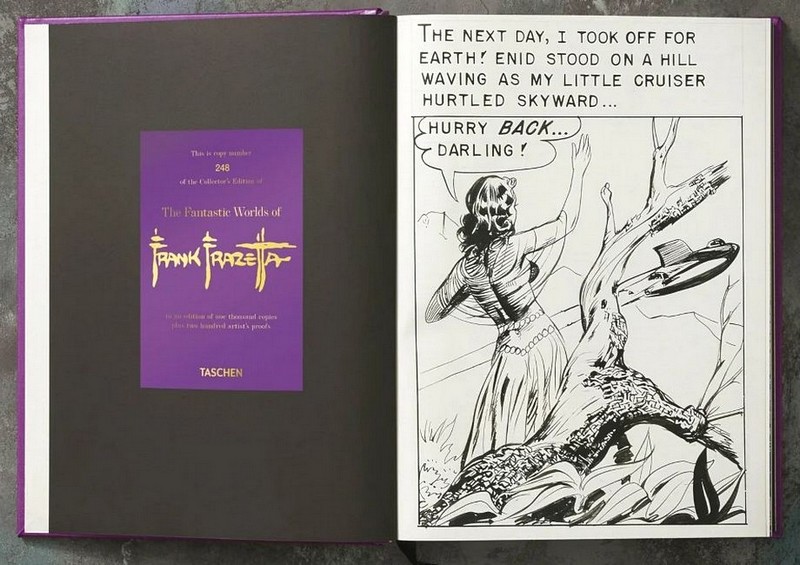 This is copy number
248
of the Collector's Edition of
The Fantastic Worlds of
FRANK FRAZETTA
in an edition of one thousand copies
plus two hundred artist's proofs
TASCHEN
THE NEXT DAY, I TOOK OFF FOR
EARTH! ENID STOOD ON A HILL
WAVING AS MY LITTLE CRUISER
HURTLED SKYWARD...
HURRY BACK...
DARLING!